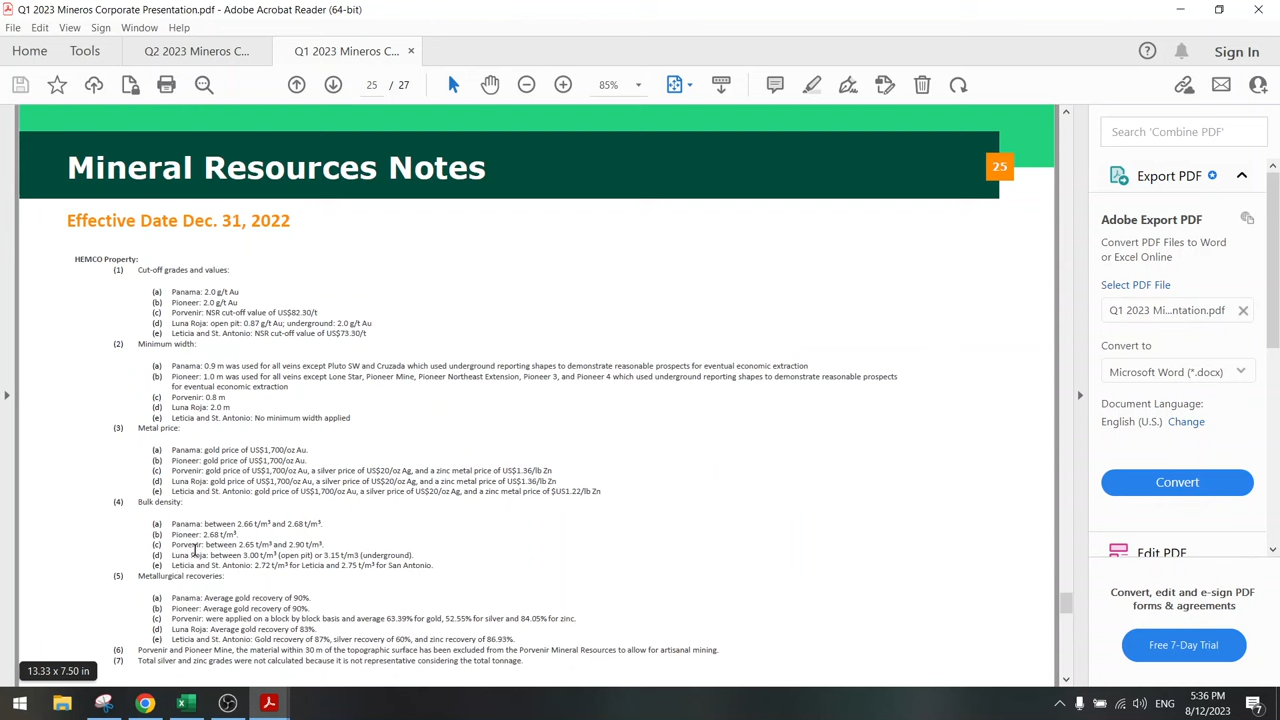 Q1 2023 Mineros Corporate Presentation.pdf - Adobe Acrobat Reader (64-bit)
File Edit View Sign Window Help
Home Tools Q2 2023 Mineros C... Q1 2023 Mineros C... × Sign In
25 / 27 85%
Mineral Resources Notes
25
Effective Date Dec. 31, 2022
HEMCO Property:
(1) Cut-off grades and values:
(a) Panama: 2.0 g/t Au
(b) Pioneer: 2.0 g/t Au
(c) Porvenir: NSR cut-off value of US$82.30/t
(d) Luna Roja: open pit: 0.87 g/t Au; underground: 2.0 g/t Au
(e) Leticia and St. Antonio: NSR cut-off value of US$73.30/t
(2) Minimum width:
(a) Panama: 0.9 m was used for all veins except Pluto SW and Cruzada which used underground reporting shapes to demonstrate reasonable prospects for eventual economic extraction
(b) Pioneer: 1.0 m was used for all veins except Lone Star, Pioneer Mine, Pioneer Northeast Extension, Pioneer 3, and Pioneer 4 which used underground reporting shapes to demonstrate reasonable prospects
for eventual economic extraction
(c) Porvenir: 0.8 m
(d) Luna Roja: 2.0 m
(e) Leticia and St. Antonio: No minimum width applied
(3) Metal price:
(a) Panama: gold price of US$1,700/oz Au.
(b) Pioneer: gold price of US$1,700/oz Au.
(c) Porvenir: gold price of US$1,700/oz Au, a silver price of US$20/oz Ag, and a zinc metal price of US$1.36/lb Zn
(d) Luna Roja: gold price of US$1,700/oz Au, a silver price of US$20/oz Ag, and a zinc metal price of US$1.36/lb Zn
(e) Leticia and St. Antonio: gold price of US$1,700/oz Au, a silver price of US$20/oz Ag, and a zinc metal price of $US1.22/lb Zn
(4) Bulk density:
(a) Panama: between 2.66 t/m³ and 2.68 t/m³.
(b) Pioneer: 2.68 t/m³.
(c) Porvenir: between 2.65 t/m³ and 2.90 t/m³.
(d) Luna Roja: between 3.00 t/m³ (open pit) or 3.15 t/m3 (underground).
(e) Leticia and St. Antonio: 2.72 t/m³ for Leticia and 2.75 t/m³ for San Antonio.
(5) Metallurgical recoveries:
(a) Panama: Average gold recovery of 90%.
(b) Pioneer: Average gold recovery of 90%.
(c) Porvenir: were applied on a block by block basis and average 63.39% for gold, 52.55% for silver and 84.05% for zinc.
(d) Luna Roja: Average gold recovery of 83%.
(e) Leticia and St. Antonio: Gold recovery of 87%, silver recovery of 60%, and zinc recovery of 86.93%.
(6) Porvenir and Pioneer Mine, the material within 30 m of the topographic surface has been excluded from the Porvenir Mineral Resources to allow for artisanal mining.
(7) Total silver and zinc grades were not calculated because it is not representative considering the total tonnage.
13.33 x 7.50 in
Search 'Combine PDF'
Export PDF
Adobe Export PDF
Convert PDF Files to Word
or Excel Online
Select PDF File
Q1 2023 Mi...ntation.pdf
Convert to
Microsoft Word (*.docx)
Document Language:
English (U.S.) Change
Convert
Edit PDF
Convert, edit and e-sign PDF
forms & agreements
Free 7-Day Trial
ENG
5:36 PM
8/12/2023
7